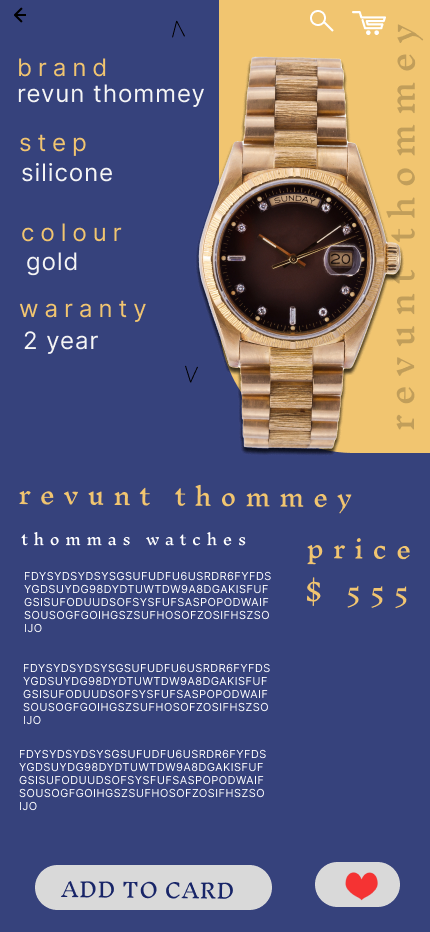 brand
revun thommey
step
silicone
colour
gold
waranty
2 year
SUNDAY
20
revunt thommey
revunt thommey
thommas watches
price
$ 555
FDYSYDSYDSYSGSUFUDFU6USRDR6FYFDS
YGDSUYDG98DYDTUWTDW9A8DGAKISFUF
GSISUFODUUDSOFSYSFUFSASPOPODWAIF
SOUSOGFGOIHGSZSUFHOSOFZOSIFHSZSO
IJO
FDYSYDSYDSYSGSUFUDFU6USRDR6FYFDS
YGDSUYDG98DYDTUWTDW9A8DGAKISFUF
GSISUFODUUDSOFSYSFUFSASPOPODWAIF
SOUSOGFGOIHGSZSUFHOSOFZOSIFHSZSO
IJO
FDYSYDSYDSYSGSUFUDFU6USRDR6FYFDS
YGDSUYDG98DYDTUWTDW9A8DGAKISFUF
GSISUFODUUDSOFSYSFUFSASPOPODWAIF
SOUSOGFGOIHGSZSUFHOSOFZOSIFHSZSO
IJO
ADD TO CARD